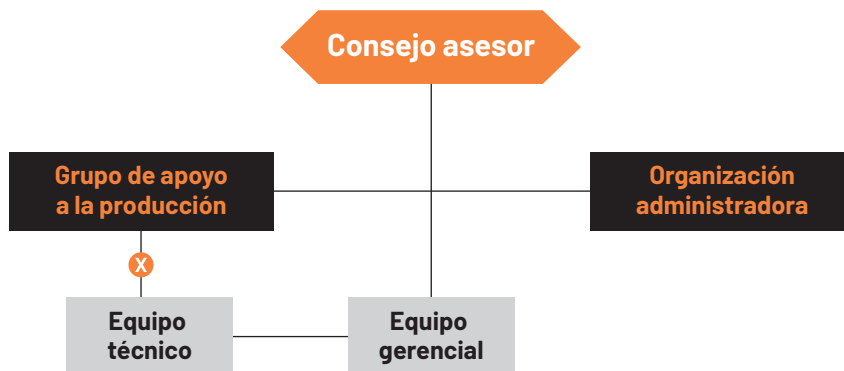 Consejo asesor
Grupo de apoyo
a la producción
Organización
administradora
X
Equipo
técnico
Equipo
gerencial